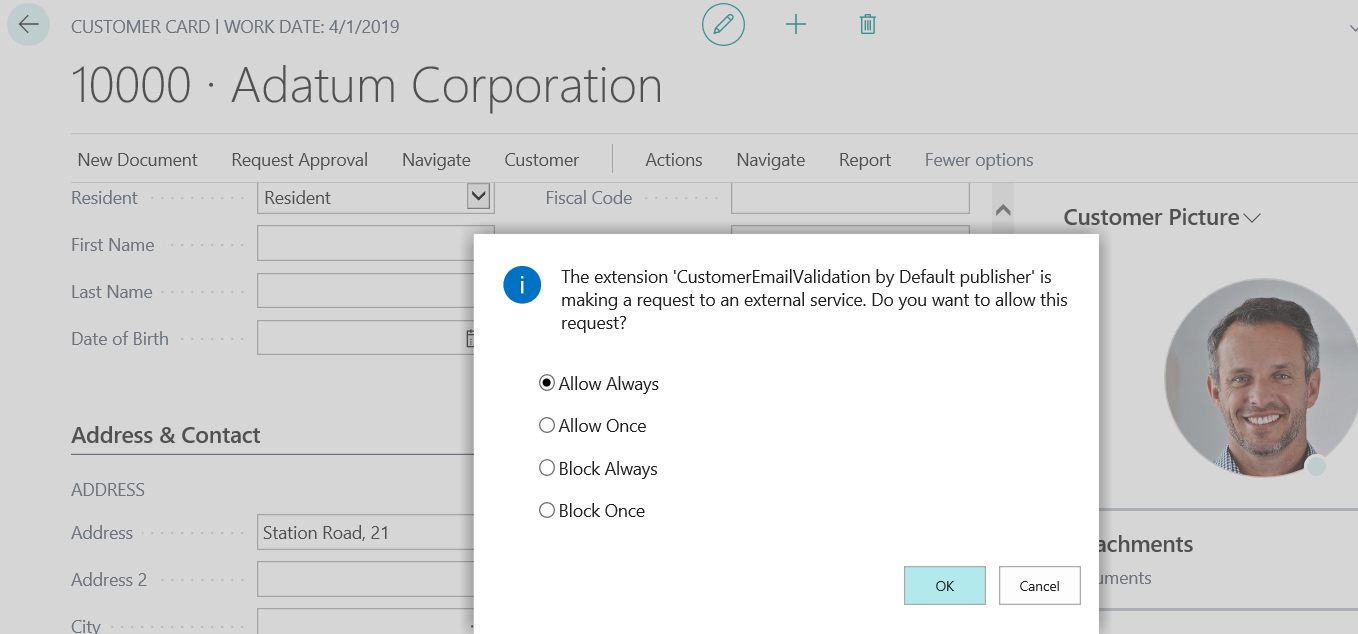 CUSTOMER CARD | WORK DATE: 4/1/2019
10000 · Adatum Corporation
New Document Request Approval Navigate Customer Actions Navigate Report Fewer options
Resident Resident Fiscal Code
Customer Picture
First Name
Last Name
Date of Birth
i
The extension 'CustomerEmailValidation by Default publisher' is
making a request to an external service. Do you want to allow this
request?
Allow Always
Allow Once
Block Always
Block Once
OK Cancel
Address & Contact
ADDRESS
Address Station Road, 21
Address 2
City
achments
uments